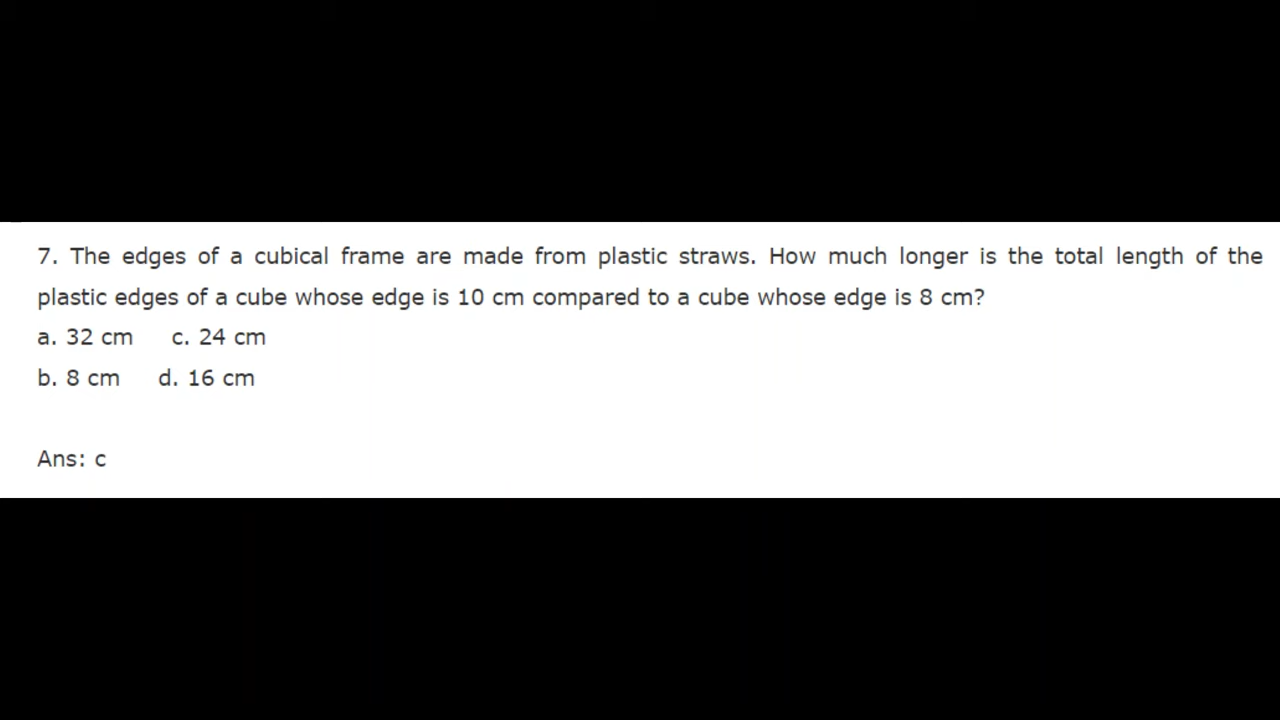 7. The edges of a cubical frame are made from plastic straws. How much longer is the total length of the
plastic edges of a cube whose edge is 10 cm compared to a cube whose edge is 8 cm?
a. 32 cm c. 24 cm
b. 8 cm d. 16 cm
Ans: c